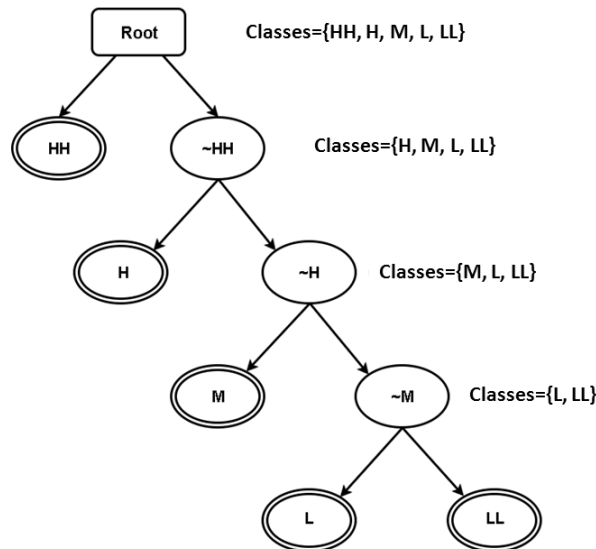 Root
Classes={HH, H, M, L, LL}
HH
~HH
Classes={H, M, L, LL}
H
~H
Classes={M, L, LL}
M
~M
Classes={L, LL}
L
LL